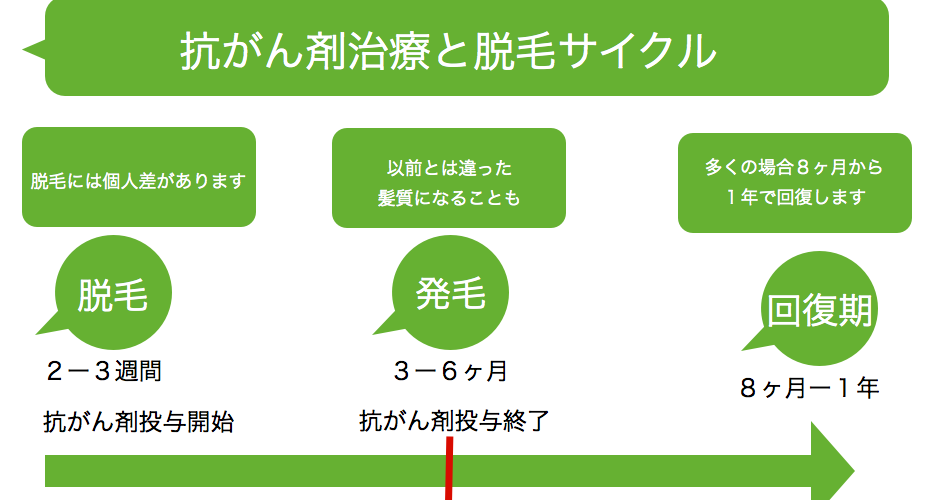 抗がん剤治療と脱毛サイクル
脱毛には個人差があります
以前とは違った
髪質になることも
多くの場合８ヶ月から
１年で回復します
脱毛
発毛
回復期
２ー３週間
３ー６ヶ月
８ヶ月ー１年
抗がん剤投与開始
抗がん剤投与終了